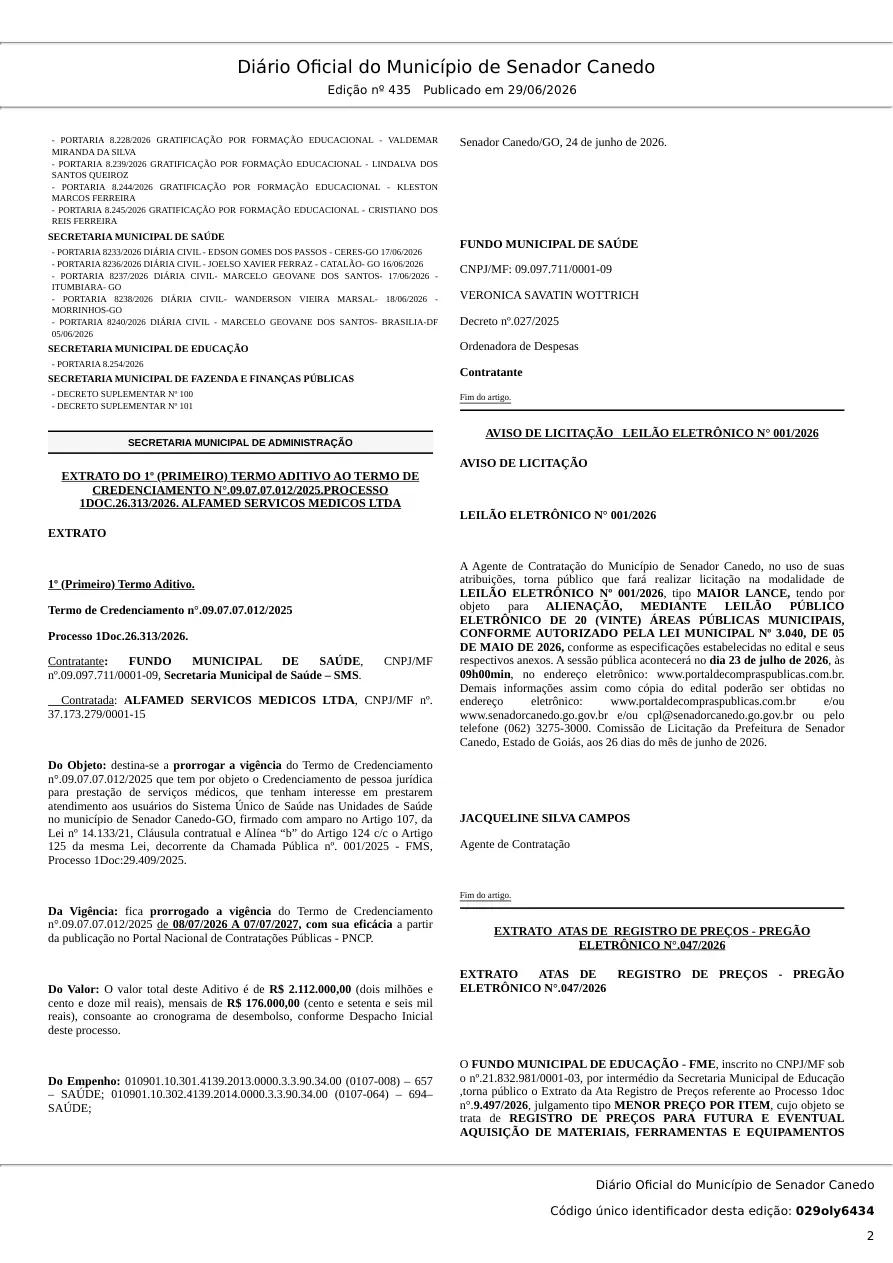 Diário Oficial do Município de Senador Canedo
Edição nº 435   Publicado em 29/06/2026
- PORTARIA 8.228/2026 GRATIFICAÇÃO POR FORMAÇÃO EDUCACIONAL - VALDEMAR
MIRANDA DA SILVA
- PORTARIA 8.239/2026 GRATIFICAÇÃO POR FORMAÇÃO EDUCACIONAL - LINDALVA DOS
SANTOS QUEIROZ
- PORTARIA 8.244/2026 GRATIFICAÇÃO POR FORMAÇÃO EDUCACIONAL - KLESTON
MARCOS FERREIRA
- PORTARIA 8.245/2026 GRATIFICAÇÃO POR FORMAÇÃO EDUCACIONAL - CRISTIANO DOS
REIS FERREIRA
SECRETARIA MUNICIPAL DE SAÚDE
- PORTARIA 8233/2026 DIÁRIA CIVIL - EDSON GOMES DOS PASSOS - CERES-GO 17/06/2026
- PORTARIA 8236/2026 DIÁRIA CIVIL - JOELSO XAVIER FERRAZ - CATALÃO- GO 16/06/2026
- PORTARIA 8237/2026 DIÁRIA CIVIL- MARCELO GEOVANE DOS SANTOS- 17/06/2026 -
ITUMBIARA- GO
- PORTARIA 8238/2026 DIÁRIA CIVIL- WANDERSON VIEIRA MARSAL- 18/06/2026 -
MORRINHOS-GO
- PORTARIA 8240/2026 DIÁRIA CIVIL - MARCELO GEOVANE DOS SANTOS- BRASILIA-DF
05/06/2026
SECRETARIA MUNICIPAL DE EDUCAÇÃO
- PORTARIA 8.254/2026
SECRETARIA MUNICIPAL DE FAZENDA E FINANÇAS PÚBLICAS
- DECRETO SUPLEMENTAR Nº 100
- DECRETO SUPLEMENTAR Nº 101
SECRETARIA MUNICIPAL DE ADMINISTRAÇÃO
EXTRATO DO 1º (PRIMEIRO) TERMO ADITIVO AO TERMO DE
CREDENCIAMENTO N°.09.07.07.012/2025.PROCESSO
1DOC.26.313/2026. ALFAMED SERVICOS MEDICOS LTDA
EXTRATO
1º (Primeiro) Termo Aditivo.
Termo de Credenciamento n°.09.07.07.012/2025
Processo 1Doc.26.313/2026.
Contratante: FUNDO MUNICIPAL DE SAÚDE, CNPJ/MF
nº.09.097.711/0001-09, Secretaria Municipal de Saúde – SMS.
Contratada: ALFAMED SERVICOS MEDICOS LTDA, CNPJ/MF nº.
37.173.279/0001-15
Do Objeto: destina-se a prorrogar a vigência do Termo de Credenciamento
n°.09.07.07.012/2025 que tem por objeto o Credenciamento de pessoa jurídica
para prestação de serviços médicos, que tenham interesse em prestarem
atendimento aos usuários do Sistema Único de Saúde nas Unidades de Saúde
no município de Senador Canedo-GO, firmado com amparo no Artigo 107, da
Lei nº 14.133/21, Cláusula contratual e Alínea “b” do Artigo 124 c/c o Artigo
125 da mesma Lei, decorrente da Chamada Pública nº. 001/2025 - FMS,
Processo 1Doc:29.409/2025.
Da Vigência: fica prorrogado a vigência do Termo de Credenciamento
n°.09.07.07.012/2025 de 08/07/2026 A 07/07/2027, com sua eficácia a partir
da publicação no Portal Nacional de Contratações Públicas - PNCP.
Do Valor: O valor total deste Aditivo é de R$ 2.112.000,00 (dois milhões e
cento e doze mil reais), mensais de R$ 176.000,00 (cento e setenta e seis mil
reais), consoante ao cronograma de desembolso, conforme Despacho Inicial
deste processo.
Do Empenho: 010901.10.301.4139.2013.0000.3.3.90.34.00 (0107-008) – 657
– SAÚDE; 010901.10.302.4139.2014.0000.3.3.90.34.00 (0107-064) – 694–
SAÚDE;
Senador Canedo/GO, 24 de junho de 2026.
FUNDO MUNICIPAL DE SAÚDE
CNPJ/MF: 09.097.711/0001-09
VERONICA SAVATIN WOTTRICH
Decreto nº.027/2025
Ordenadora de Despesas
Contratante
Fim do artigo.
AVISO DE LICITAÇÃO   LEILÃO ELETRÔNICO N° 001/2026
AVISO DE LICITAÇÃO
LEILÃO ELETRÔNICO N° 001/2026
A Agente de Contratação do Município de Senador Canedo, no uso de suas
atribuições, torna público que fará realizar licitação na modalidade de
LEILÃO ELETRÔNICO Nº 001/2026, tipo MAIOR LANCE, tendo por
objeto para ALIENAÇÃO, MEDIANTE LEILÃO PÚBLICO
ELETRÔNICO DE 20 (VINTE) ÁREAS PÚBLICAS MUNICIPAIS,
CONFORME AUTORIZADO PELA LEI MUNICIPAL Nº 3.040, DE 05
DE MAIO DE 2026, conforme as especificações estabelecidas no edital e seus
respectivos anexos. A sessão pública acontecerá no dia 23 de julho de 2026, às
09h00min, no endereço eletrônico: www.portaldecompraspublicas.com.br.
Demais informações assim como cópia do edital poderão ser obtidas no
endereço eletrônico: www.portaldecompraspublicas.com.br e/ou
www.senadorcanedo.go.gov.br e/ou cpl@senadorcanedo.go.gov.br ou pelo
telefone (062) 3275-3000. Comissão de Licitação da Prefeitura de Senador
Canedo, Estado de Goiás, aos 26 dias do mês de junho de 2026.
JACQUELINE SILVA CAMPOS
Agente de Contratação
Fim do artigo.
EXTRATO  ATAS DE  REGISTRO DE PREÇOS - PREGÃO
ELETRÔNICO N°.047/2026
EXTRATO  ATAS DE  REGISTRO DE PREÇOS - PREGÃO
ELETRÔNICO N°.047/2026
O FUNDO MUNICIPAL DE EDUCAÇÃO - FME, inscrito no CNPJ/MF sob
o nº.21.832.981/0001-03, por intermédio da Secretaria Municipal de Educação
,torna público o Extrato da Ata Registro de Preços referente ao Processo 1doc
n°.9.497/2026, julgamento tipo MENOR PREÇO POR ITEM, cujo objeto se
trata de REGISTRO DE PREÇOS PARA FUTURA E EVENTUAL
AQUISIÇÃO DE MATERIAIS, FERRAMENTAS E EQUIPAMENTOS
Diário Oficial do Município de Senador Canedo
Código único identificador desta edição: 029oly6434
2